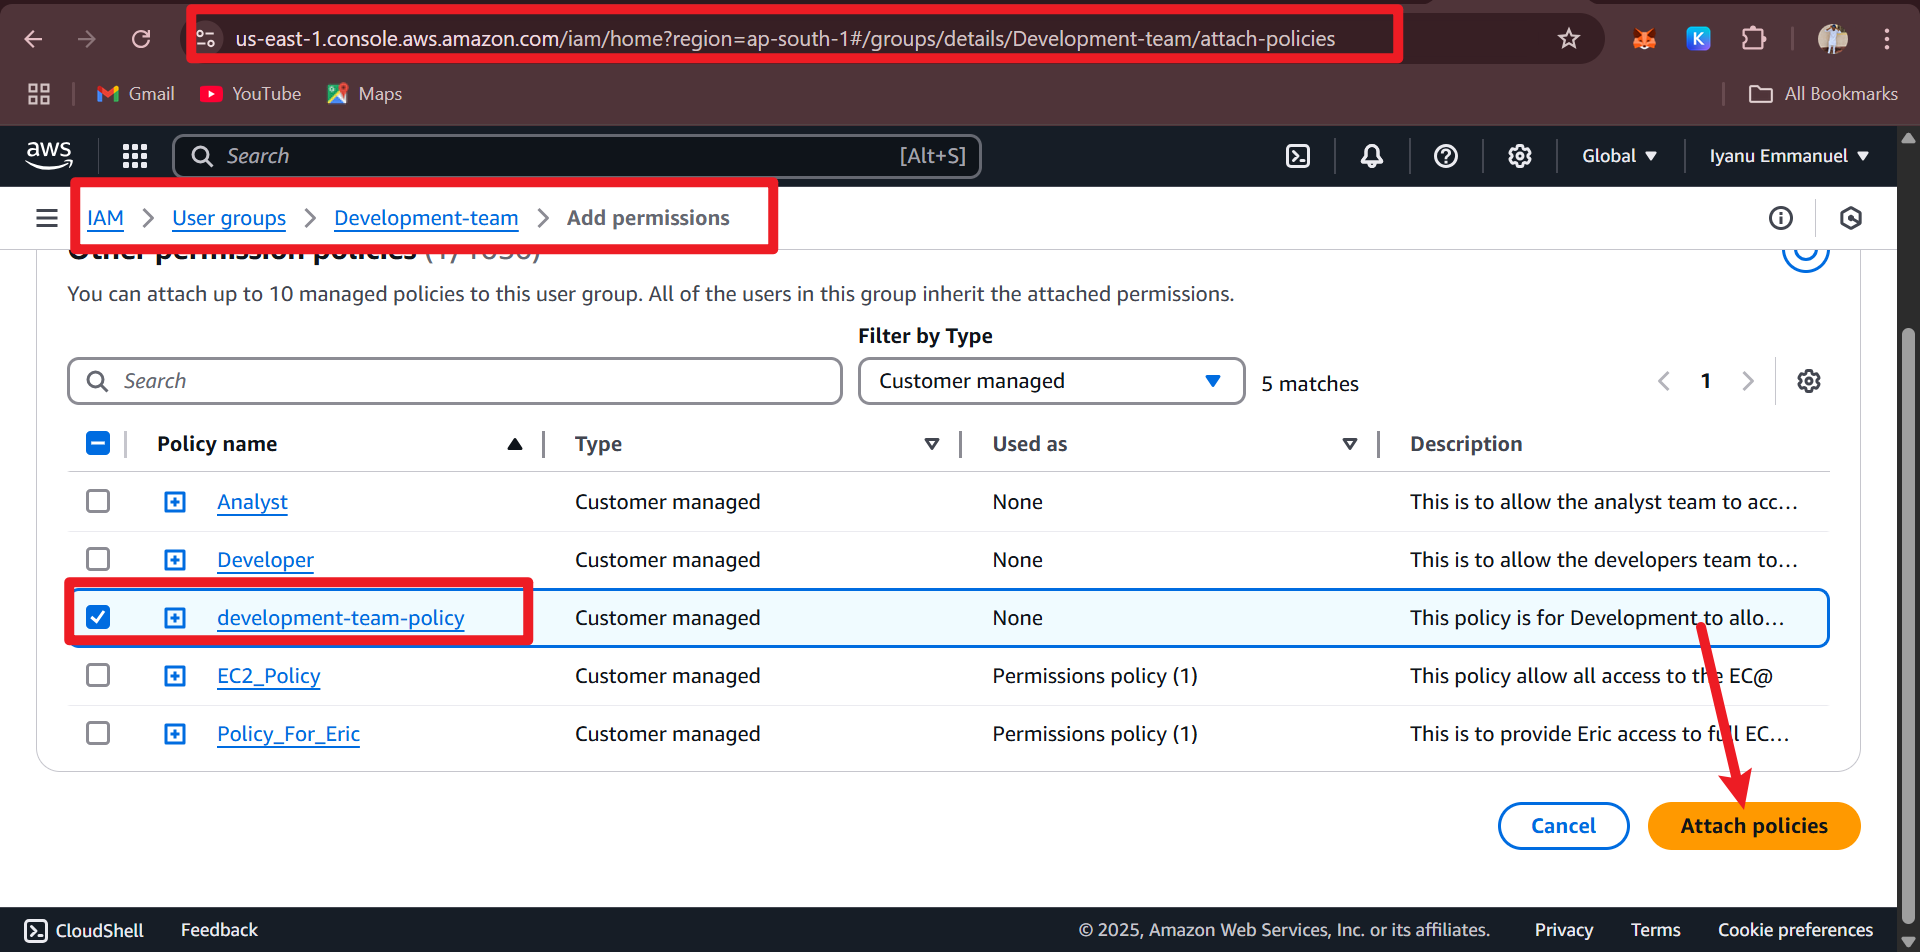 us-east-1.console.aws.amazon.com/iam/home?region=ap-south-1#/groups/details/Development-team/attach-policies
K
Gmail YouTube Maps All Bookmarks
aws Search [Alt+S] Global Iyanu Emmanuel
IAM User groups Development-team Add permissions
Other permission policies
You can attach up to 10 managed policies to this user group. All of the users in this group inherit the attached permissions.
Filter by Type
Search Customer managed 5 matches 1
Policy name Type Used as Description
Analyst Customer managed None This is to allow the analyst team to acc...
Developer Customer managed None This is to allow the developers team to...
development-team-policy Customer managed None This policy is for Development to allo...
EC2_Policy Customer managed Permissions policy (1) This policy allow all access to the EC@
Policy_For_Eric Customer managed Permissions policy (1) This is to provide Eric access to full EC...
Cancel Attach policies
CloudShell Feedback © 2025, Amazon Web Services, Inc. or its affiliates. Privacy Terms Cookie preferences